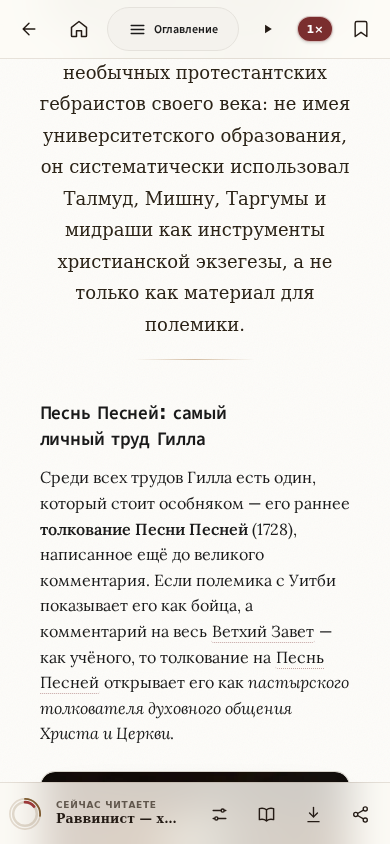 Оглавление
1×
необычных протестантских
гебраистов своего века: не имея
университетского образования,
он систематически использовал
Талмуд, Мишну, Таргумы и
мидраши как инструменты
христианской экзегезы, а не
только как материал для
полемики.
Песнь Песней: самый
личный труд Гилла
Среди всех трудов Гилла есть один,
который стоит особняком — его раннее
толкование Песни Песней (1728),
написанное ещё до великого
комментария. Если полемика с Уитби
показывает его как бойца, а
комментарий на весь Ветхий Завет —
как учёного, то толкование на Песнь
Песней открывает его как пастырского
толкователя духовного общения
Христа и Церкви.
СЕЙЧАС ЧИТАЕТЕ
Раввинист — х...